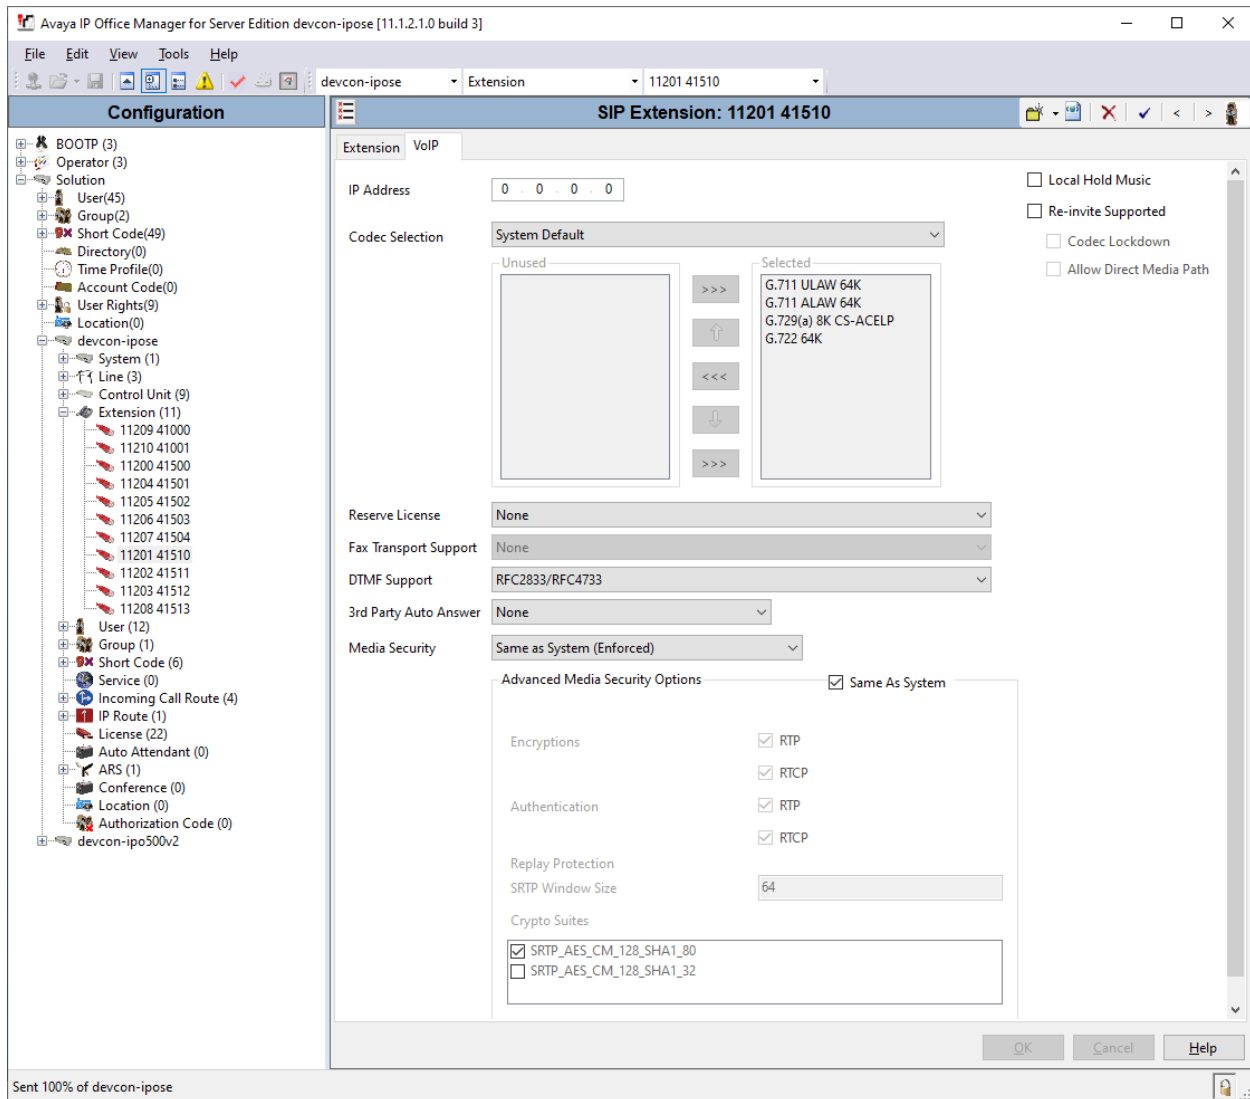 Avaya IP Office Manager for Server Edition devcon-ipose [11.1.2.1.0 build 3]
File Edit View Tools Help
devcon-ipose Extension 11201 41510
Configuration
BOOTP (3)
Operator (3)
Solution
User(45)
Group(2)
Short Code(49)
Directory(0)
Time Profile(0)
Account Code(0)
User Rights(9)
Location(0)
devcon-ipose
System (1)
Line (3)
Control Unit (9)
Extension (11)
11209 41000
11210 41001
11200 41500
11204 41501
11205 41502
11206 41503
11207 41504
11201 41510
11202 41511
11203 41512
11208 41513
User (12)
Group (1)
Short Code (6)
Service (0)
Incoming Call Route (4)
IP Route (1)
License (22)
Auto Attendant (0)
ARS (1)
Conference (0)
Location (0)
Authorization Code (0)
devcon-ipo500v2
SIP Extension: 11201 41510
Extension VoIP
IP Address 0 . 0 . 0 . 0
Local Hold Music
Re-invite Supported
Codec Lockdown
Allow Direct Media Path
Codec Selection System Default
Unused
>>>
<<<
>>>
Selected
G.711 ULAW 64K
G.711 ALAW 64K
G.729(a) 8K CS-ACELP
G.722 64K
Reserve License None
Fax Transport Support None
DTMF Support RFC2833/RFC4733
3rd Party Auto Answer None
Media Security Same as System (Enforced)
Advanced Media Security Options Same As System
Encryptions RTP
RTCP
Authentication RTP
RTCP
Replay Protection
SRTP Window Size 64
Crypto Suites
SRTP_AES_CM_128_SHA1_80
SRTP_AES_CM_128_SHA1_32
OK Cancel Help
Sent 100% of devcon-ipose